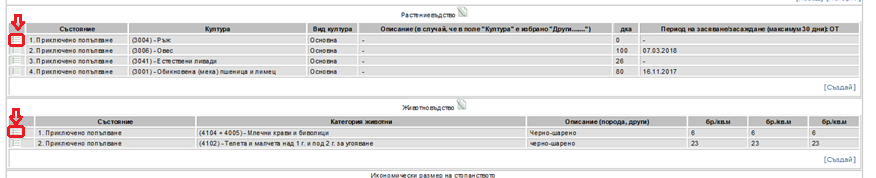 Растениевъдство
Състояние Култура Вид култура Описание (в случай, че в поле "Култура" е избрано "Други.......") дка Период на засяване/засаждане (максимум 30 дни): ОТ
1. Приключено попълване (3004) - Ръж Основна - 0 -
2. Приключено попълване (3006) - Овес Основна - 100 07.03.2018
3. Приключено попълване (3041) - Естествени ливади Основна - 26 -
4. Приключено попълване (3001) - Обикновена (мека) пшеница и лимец Основна - 80 16.11.2017
[Създай]
Животновъдство
Състояние Категория животни Описание (порода, други) бр/кв.м бр/кв.м бр/кв.м
1. Приключено попълване (4104 + 4005) - Млечни крави и биволици Черно-шарено 6 6 6
2. Приключено попълване (4102) - Телета и малчета над 1 г. и под 2 г. за угояване черно-шарено 23 23 23
[Създай]
Икономически размер на стопанството